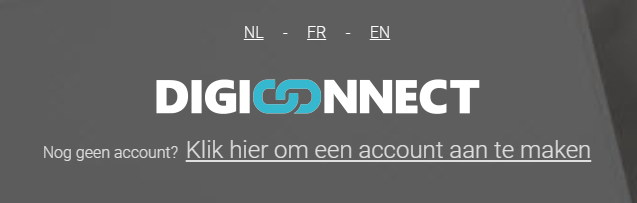 NL - FR - EN
DIGICONNECT
Nog geen account? Klik hier om een account aan te maken